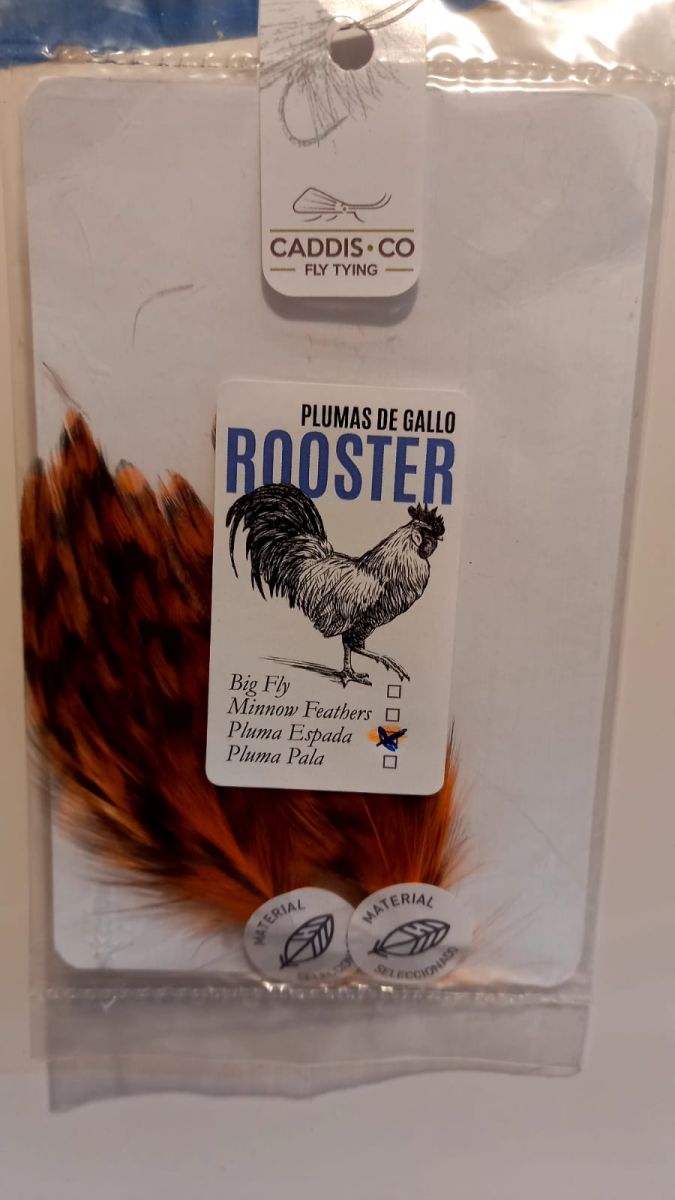 CADDIS·CO
FLY TYING
PLUMAS DE GALLO
ROOSTER
Big Fly
Minnow Feathers
Pluma Espada
Pluma Pala
MATERIAL
MATERIAL
SELECCIONADO